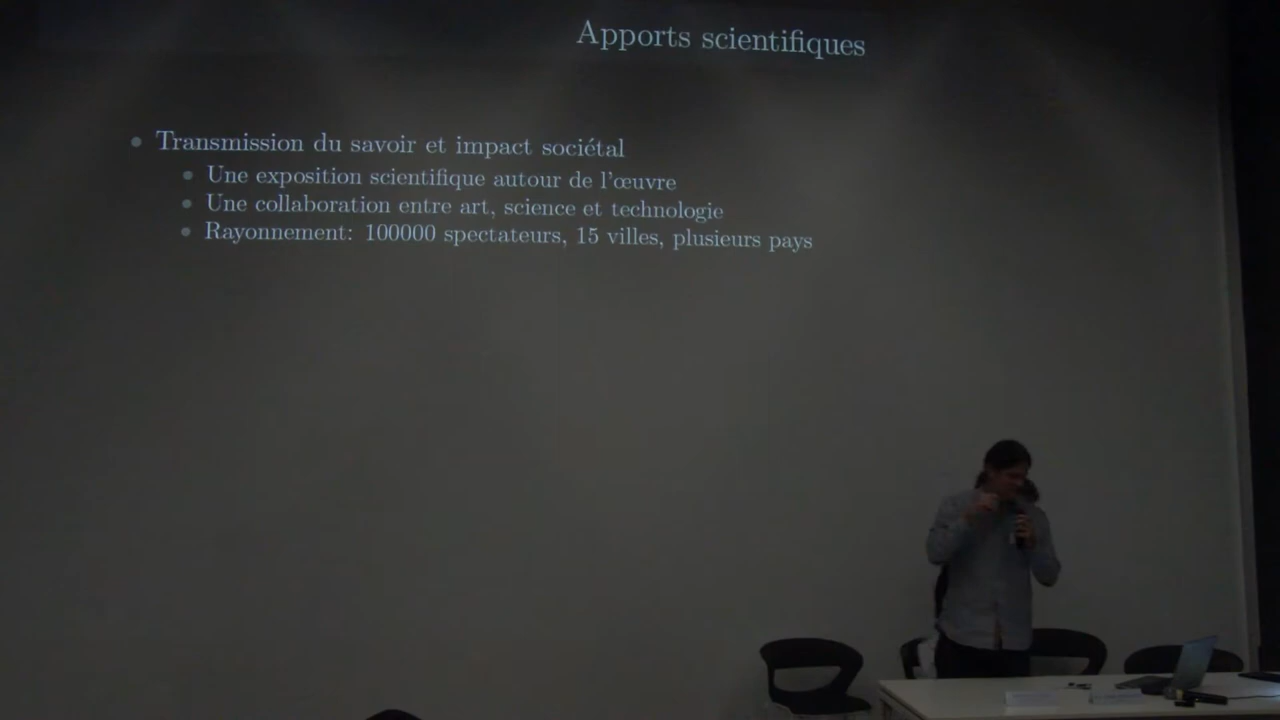 Apports scientifiques
Transmission du savoir et impact sociétal
Une exposition scientifique autour de l'œuvre
Une collaboration entre art, science et technologie
Rayonnement: 100000 spectateurs, 15 villes, plusieurs pays